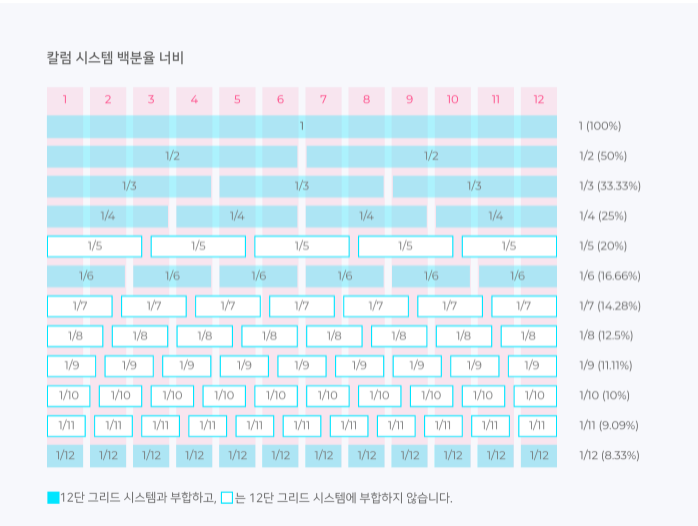 칼럼 시스템 백분율 너비
1 2 3 4 5 6 7 8 9 10 11 12
1 1 (100%)
1/2 1/2 1/2 (50%)
1/3 1/3 1/3 1/3 (33.33%)
1/4 1/4 1/4 1/4 1/4 (25%)
1/5 1/5 1/5 1/5 1/5 1/5 (20%)
1/6 1/6 1/6 1/6 1/6 1/6 1/6 (16.66%)
1/7 1/7 1/7 1/7 1/7 1/7 1/7 1/7 (14.28%)
1/8 1/8 1/8 1/8 1/8 1/8 1/8 1/8 1/8 (12.5%)
1/9 1/9 1/9 1/9 1/9 1/9 1/9 1/9 1/9 1/9 (11.11%)
1/10 1/10 1/10 1/10 1/10 1/10 1/10 1/10 1/10 1/10 1/10 (10%)
1/11 1/11 1/11 1/11 1/11 1/11 1/11 1/11 1/11 1/11 1/11 1/11 (9.09%)
1/12 1/12 1/12 1/12 1/12 1/12 1/12 1/12 1/12 1/12 1/12 1/12 1/12 (8.33%)
12단 그리드 시스템과 부합하고, 는 12단 그리드 시스템에 부합하지 않습니다.